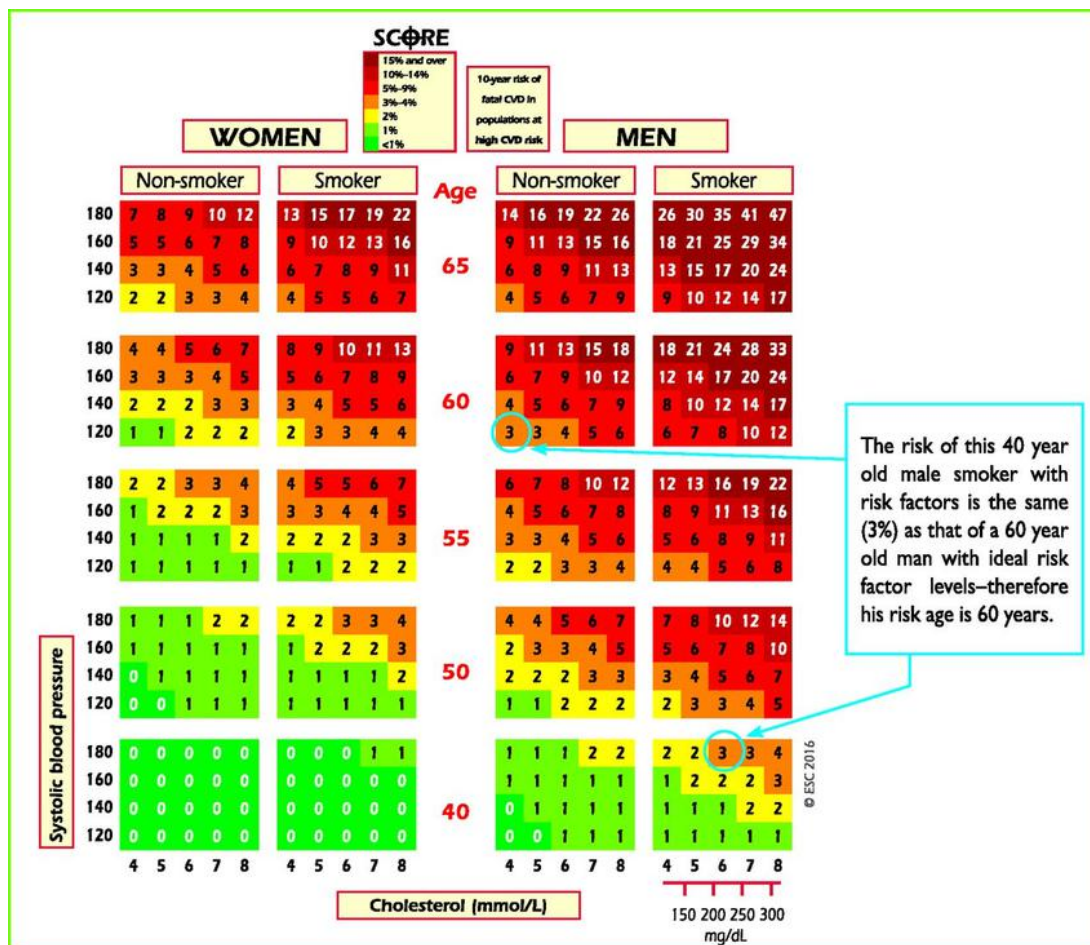 SCORE
15% and over
10%–14%
5%–9%
3%–4%
2%
1%
<1%
10-year risk of
fatal CVD in
populations at
high CVD risk
WOMEN
MEN
Non-smoker Smoker Age Non-smoker Smoker
180 7 8 9 10 12 13 15 17 19 22 14 16 19 22 26 26 30 35 41 47
160 5 5 6 7 8 9 10 12 13 16 9 11 13 15 16 18 21 25 29 34
65
140 3 3 4 5 6 6 7 8 9 11 6 8 9 11 13 13 15 17 20 24
120 2 2 3 3 4 4 5 5 6 7 4 5 6 7 9 9 10 12 14 17
180 4 4 5 6 7 8 9 10 11 13 9 11 13 15 18 18 21 24 28 33
160 3 3 3 4 5 5 6 7 8 9 6 7 9 10 12 12 14 17 20 24
60
140 2 2 2 3 3 3 4 5 5 6 4 5 6 7 9 8 10 12 14 17
120 1 1 2 2 2 2 3 3 4 4 3 3 4 5 6 6 7 8 10 12
180 2 2 3 3 4 4 5 5 6 7 6 7 8 10 12 12 13 16 19 22
160 1 2 2 2 3 3 3 4 4 5 4 5 6 7 8 8 9 11 13 16
55
140 1 1 1 1 2 2 2 2 3 3 3 3 4 5 6 5 6 8 9 11
120 1 1 1 1 1 1 1 2 2 2 2 2 3 3 4 4 4 5 6 8
180 1 1 1 2 2 2 2 3 3 4 4 4 5 6 7 7 8 10 12 14
160 1 1 1 1 1 1 2 2 2 3 2 3 3 4 5 5 6 7 8 10
50
140 0 1 1 1 1 1 1 1 1 2 2 2 2 3 3 3 4 5 6 7
120 0 0 1 1 1 1 1 1 1 1 1 1 2 2 2 2 3 3 4 5
180 0 0 0 0 0 0 0 0 1 1 1 1 1 2 2 2 2 3 3 4
160 0 0 0 0 0 0 0 0 0 0 1 1 1 1 1 1 2 2 2 3
40
140 0 0 0 0 0 0 0 0 0 0 0 1 1 1 1 1 1 1 2 2
120 0 0 0 0 0 0 0 0 0 0 0 0 1 1 1 1 1 1 1 1
4 5 6 7 8 4 5 6 7 8 4 5 6 7 8 4 5 6 7 8
Systolic blood pressure
Cholesterol (mmol/L)
150 200 250 300
mg/dL
© ESC 2016
The risk of this 40 year
old male smoker with
risk factors is the same
(3%) as that of a 60 year
old man with ideal risk
factor levels–therefore
his risk age is 60 years.